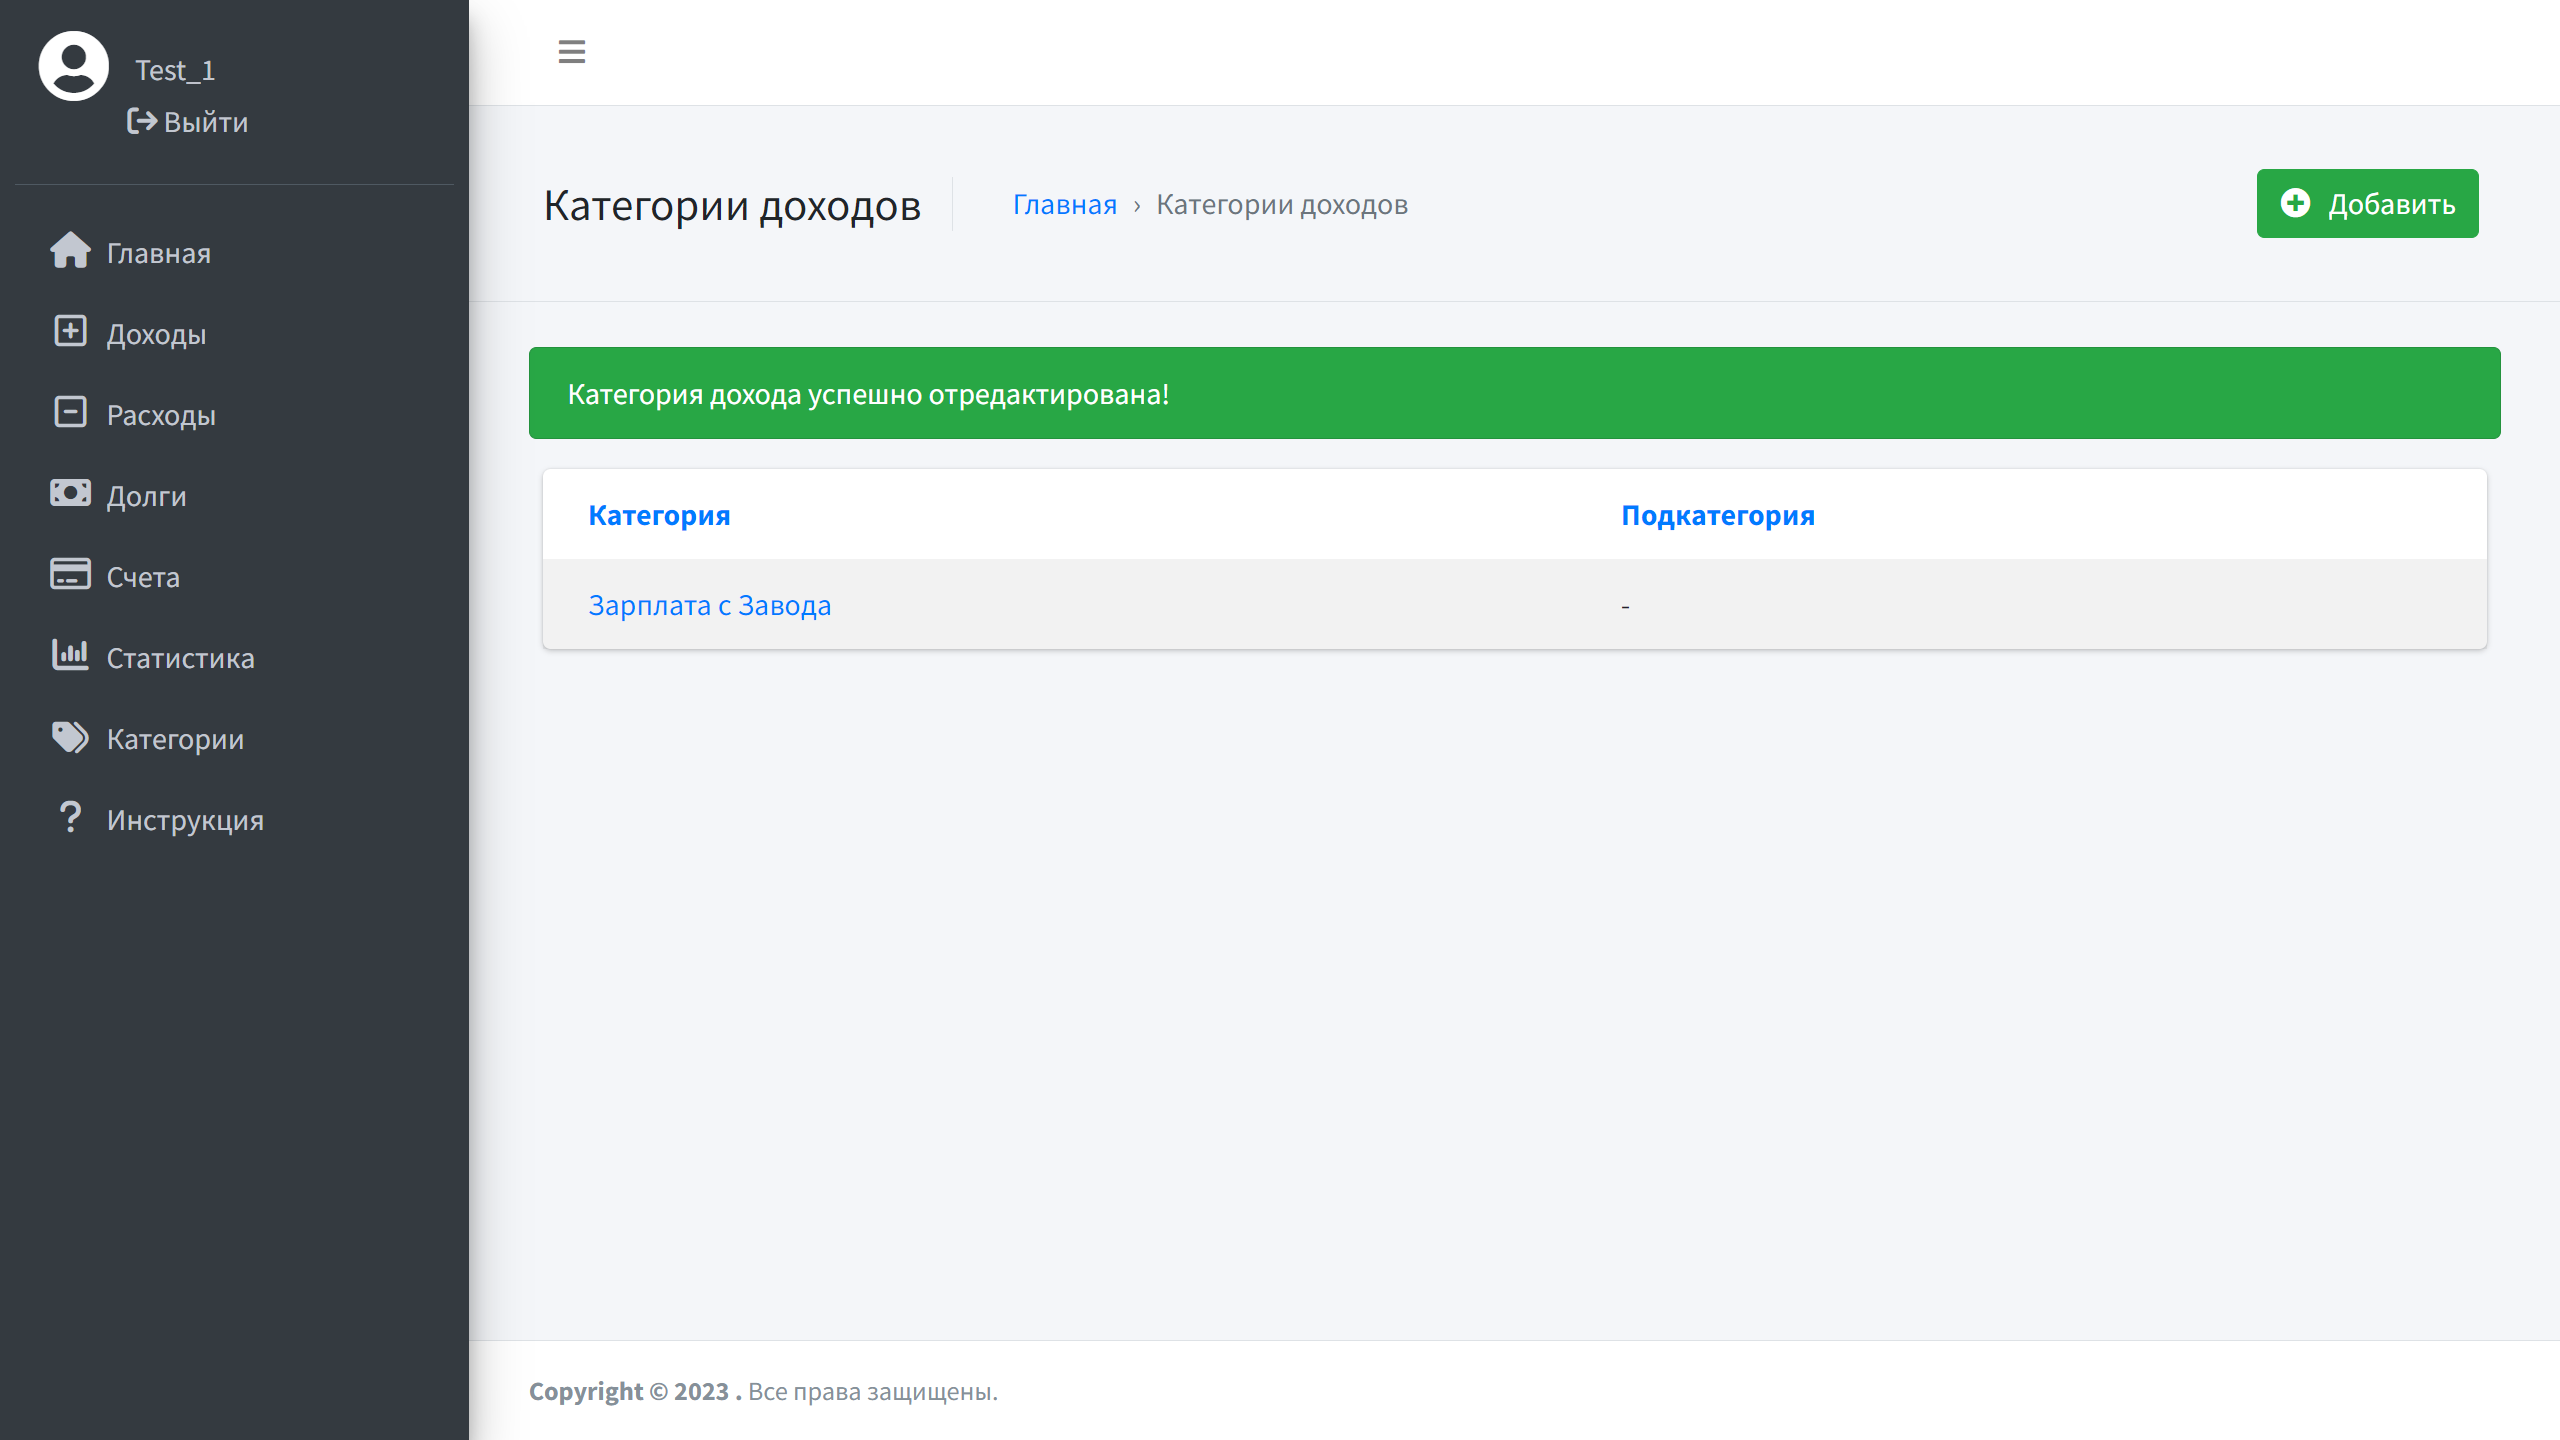 Test_1
Выйти
Главная
Доходы
Расходы
Долги
Счета
Статистика
Категории
Инструкция
Категории доходов
Главная › Категории доходов
Добавить
Категория дохода успешно отредактирована!
Категория Подкатегория
Зарплата с Завода -
Copyright © 2023 . Все права защищены.